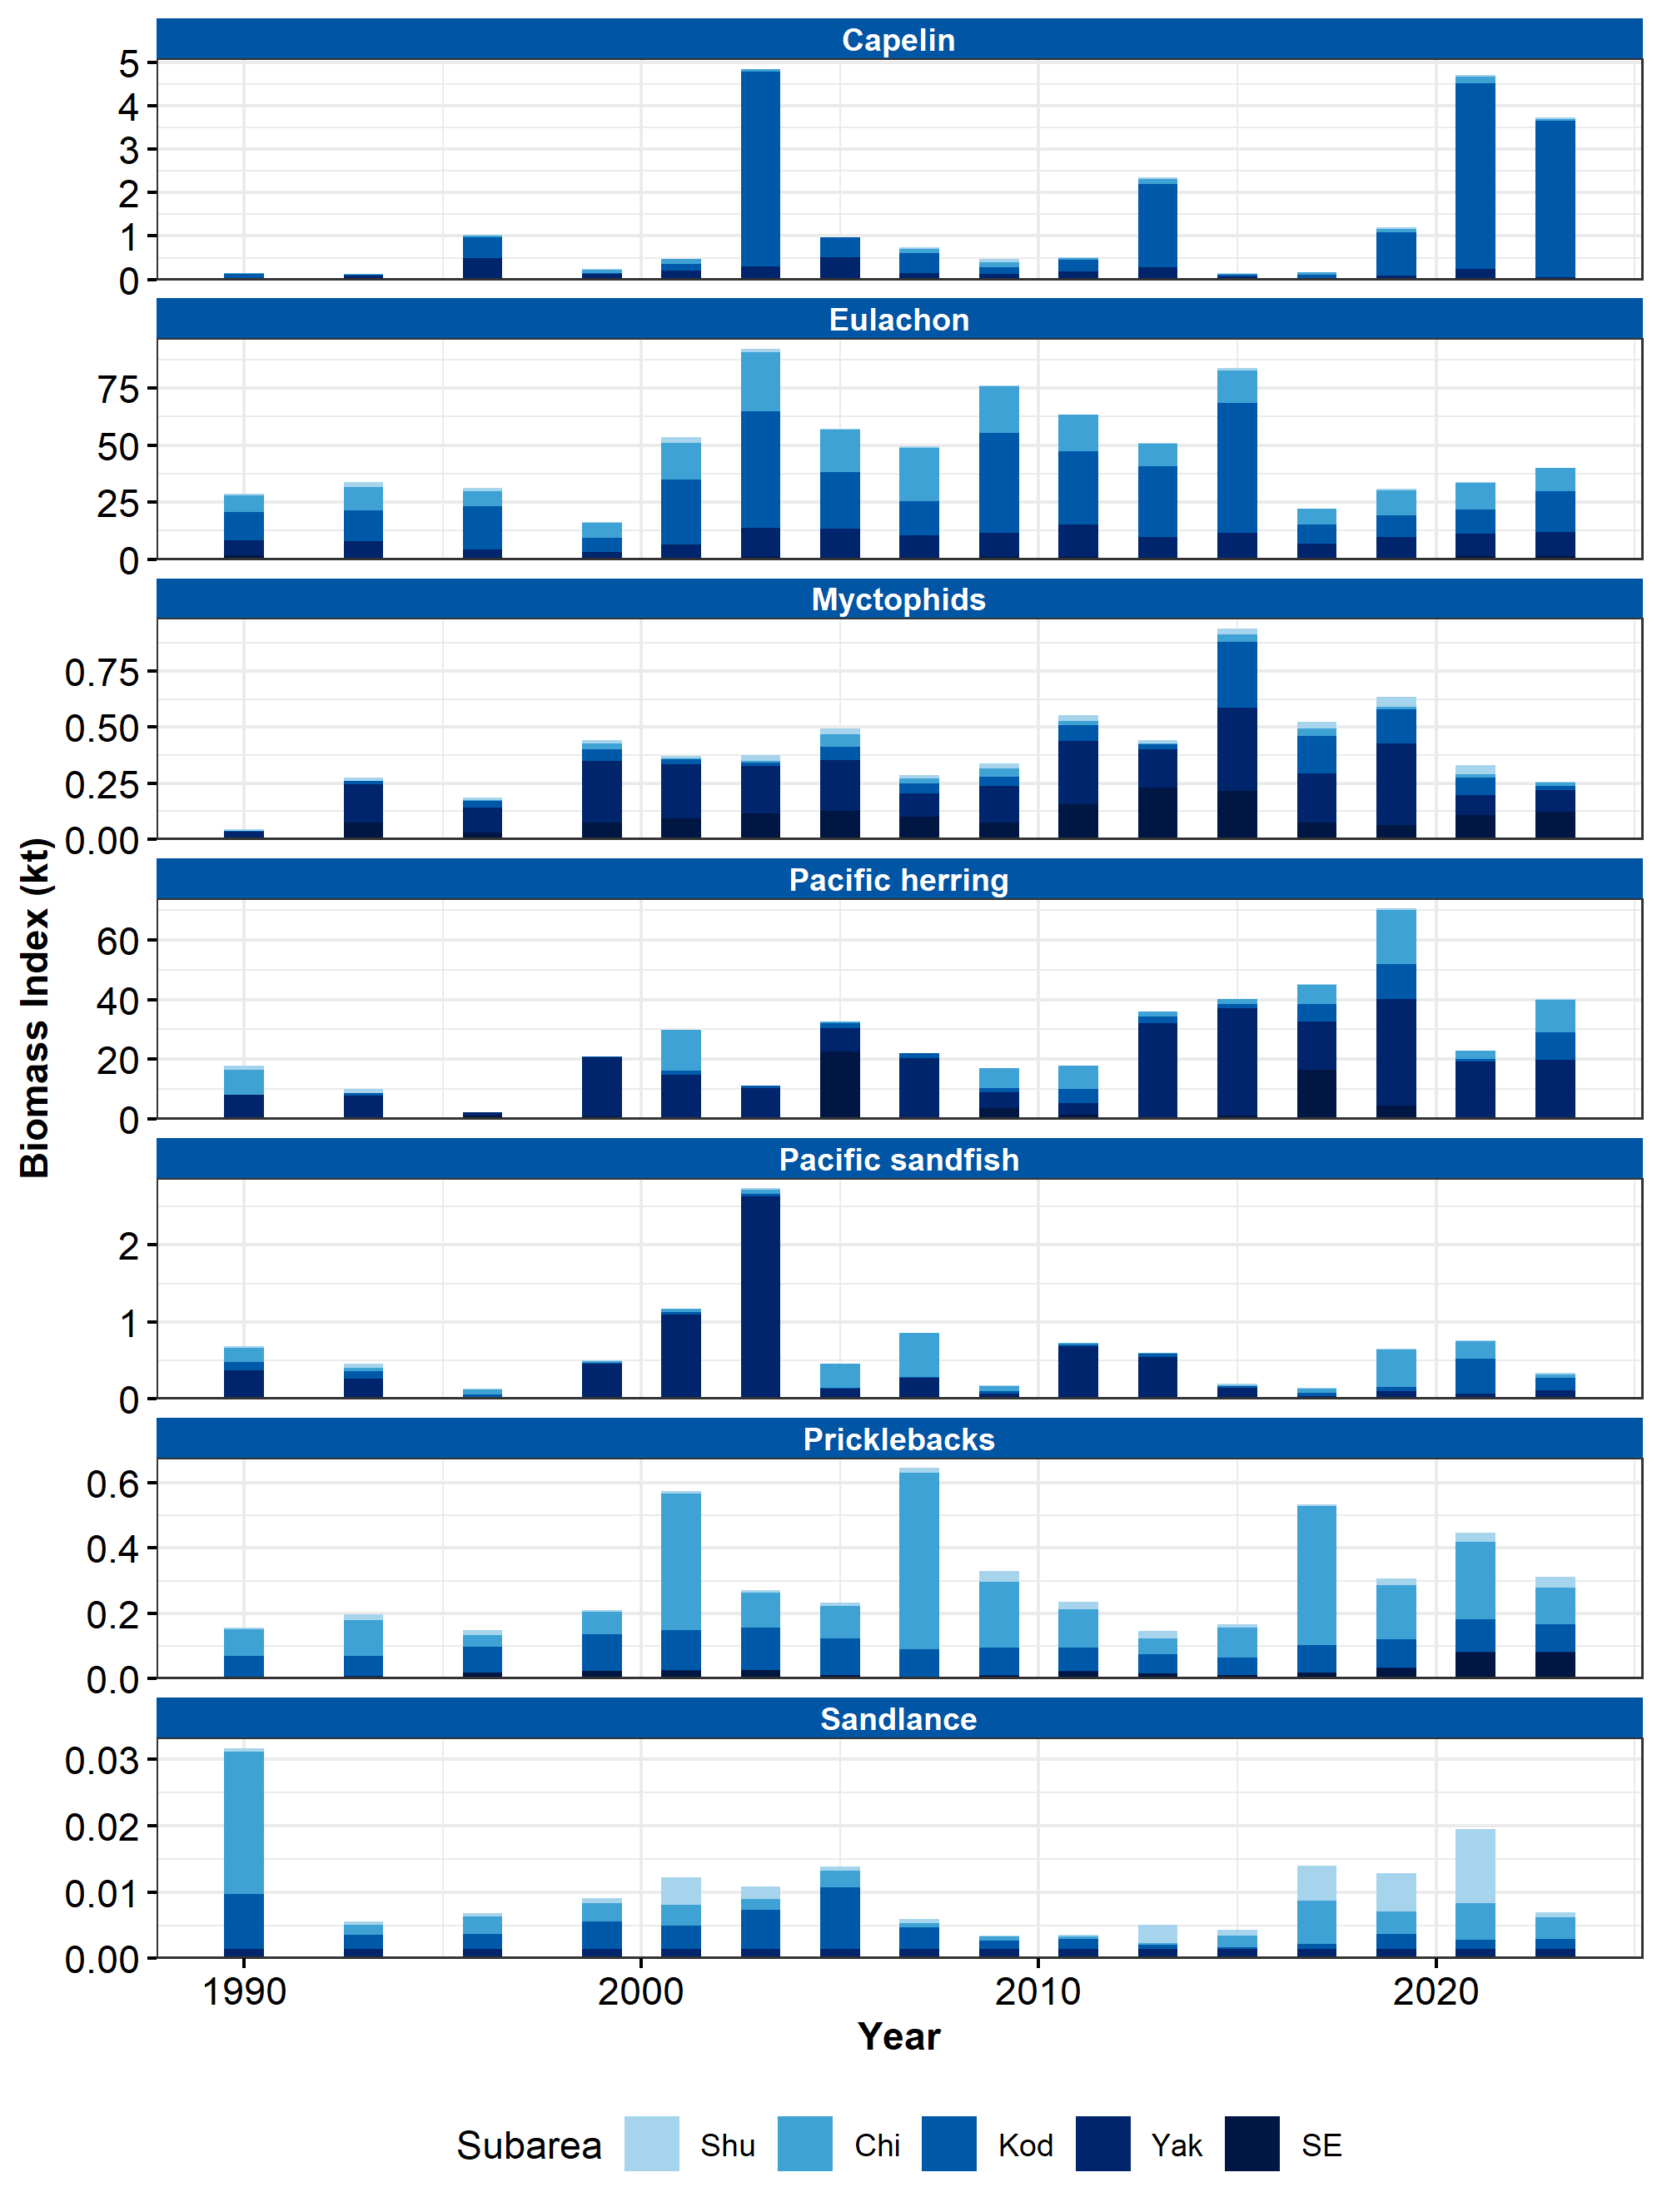 Capelin
5
4
3
2
1
0
Eulachon
75
50
25
0
Myctophids
0.75
0.50
0.25
0.00
Pacific herring
60
40
20
0
Pacific sandfish
2
1
0
Pricklebacks
0.6
0.4
0.2
0.0
Sandlance
0.03
0.02
0.01
0.00
Biomass Index (kt)
1990 2000 2010 2020
Year
Subarea Shu Chi Kod Yak SE